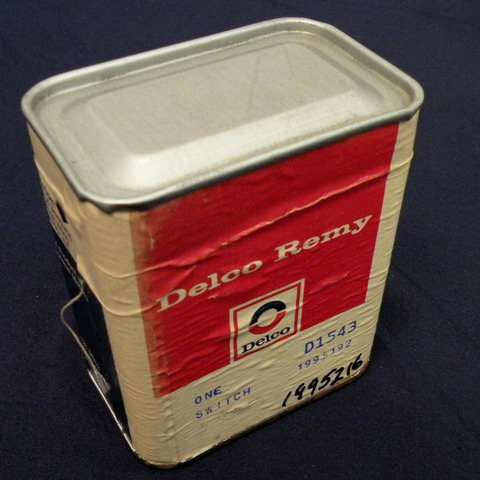 Delco Remy
Delco
ONE D1543
SWITCH 1995192
1995216